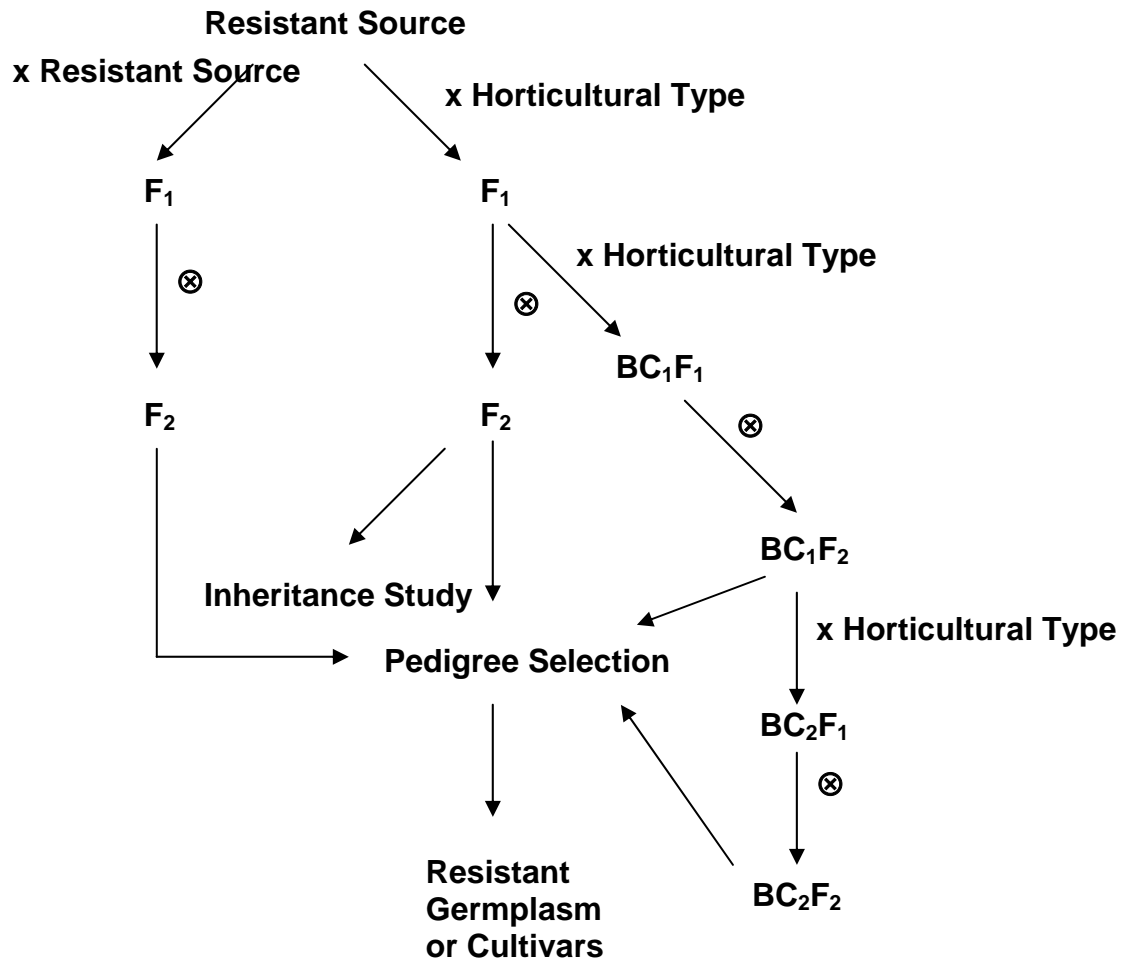 Resistant Source
x Resistant Source
x Horticultural Type
F₁
F₁
x Horticultural Type
⊗
⊗
BC₁F₁
F₂
F₂
⊗
BC₁F₂
Inheritance Study
x Horticultural Type
Pedigree Selection
BC₂F₁
⊗
Resistant
Germplasm
or Cultivars
BC₂F₂